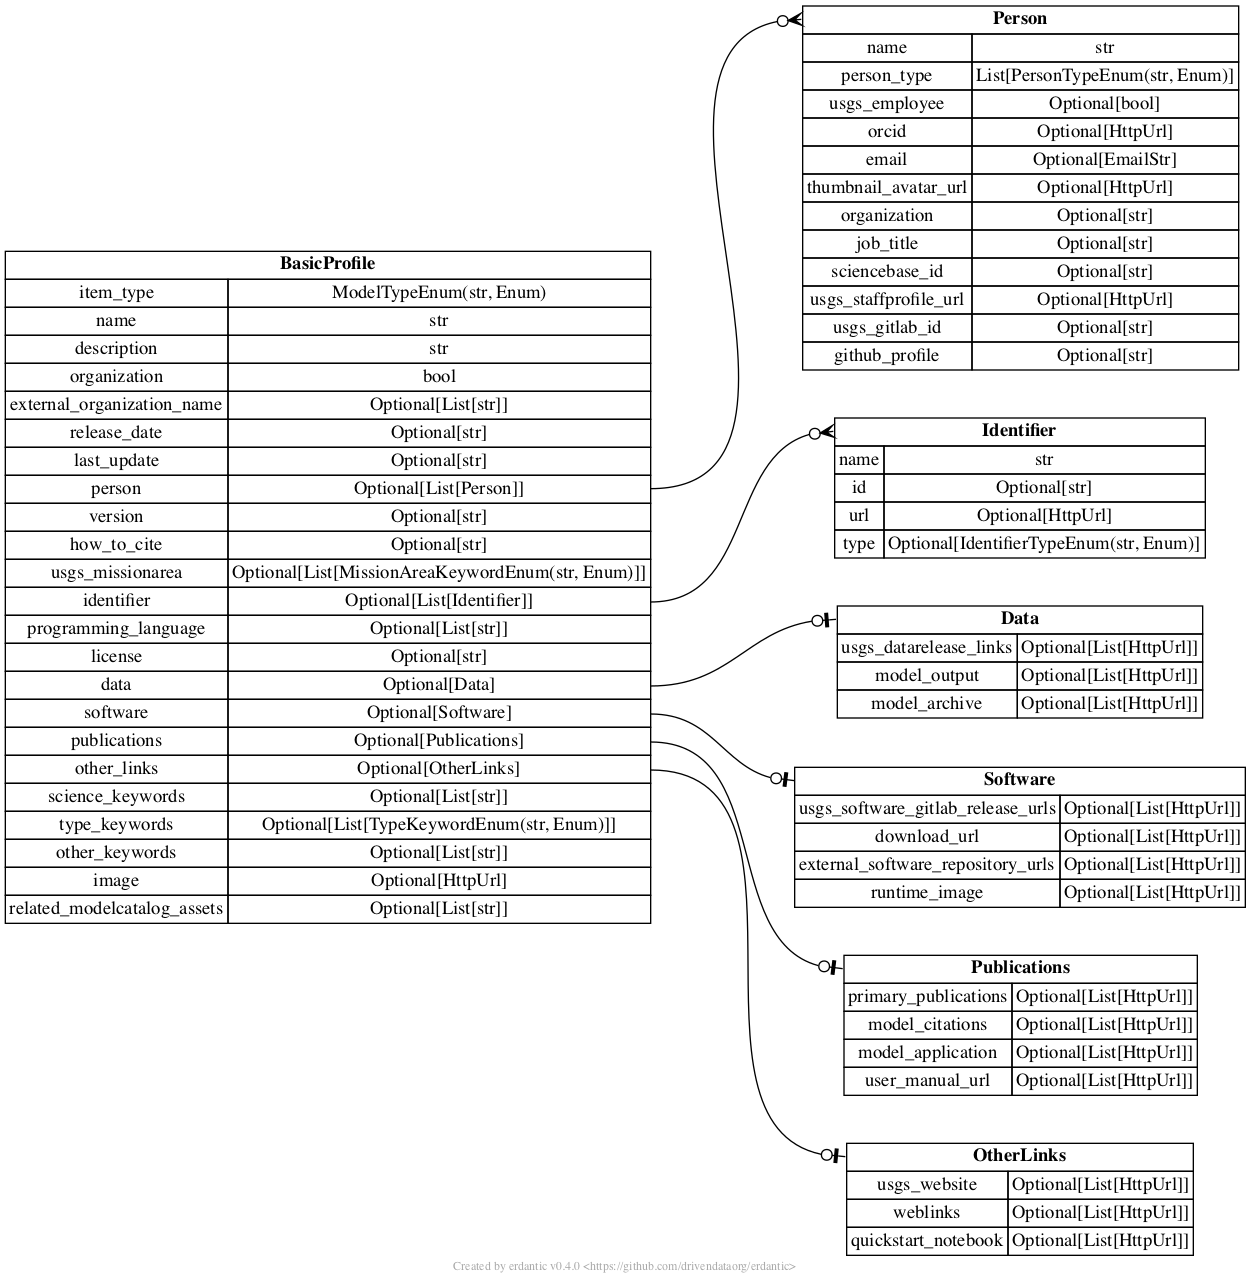 Person
name str
person_type List[PersonTypeEnum(str, Enum)]
usgs_employee Optional[bool]
orcid Optional[HttpUrl]
email Optional[EmailStr]
thumbnail_avatar_url Optional[HttpUrl]
organization Optional[str]
job_title Optional[str]
sciencebase_id Optional[str]
usgs_staffprofile_url Optional[HttpUrl]
usgs_gitlab_id Optional[str]
github_profile Optional[str]
BasicProfile
item_type ModelTypeEnum(str, Enum)
name str
description str
organization bool
external_organization_name Optional[List[str]]
release_date Optional[str]
last_update Optional[str]
person Optional[List[Person]]
version Optional[str]
how_to_cite Optional[str]
usgs_missionarea Optional[List[MissionAreaKeywordEnum(str, Enum)]]
identifier Optional[List[Identifier]]
programming_language Optional[List[str]]
license Optional[str]
data Optional[Data]
software Optional[Software]
publications Optional[Publications]
other_links Optional[OtherLinks]
science_keywords Optional[List[str]]
type_keywords Optional[List[TypeKeywordEnum(str, Enum)]]
other_keywords Optional[List[str]]
image Optional[HttpUrl]
related_modelcatalog_assets Optional[List[str]]
Identifier
name str
id Optional[str]
url Optional[HttpUrl]
type Optional[IdentifierTypeEnum(str, Enum)]
Data
usgs_datarelease_links Optional[List[HttpUrl]]
model_output Optional[List[HttpUrl]]
model_archive Optional[List[HttpUrl]]
Software
usgs_software_gitlab_release_urls Optional[List[HttpUrl]]
download_url Optional[List[HttpUrl]]
external_software_repository_urls Optional[List[HttpUrl]]
runtime_image Optional[List[HttpUrl]]
Publications
primary_publications Optional[List[HttpUrl]]
model_citations Optional[List[HttpUrl]]
model_application Optional[List[HttpUrl]]
user_manual_url Optional[List[HttpUrl]]
OtherLinks
usgs_website Optional[List[HttpUrl]]
weblinks Optional[List[HttpUrl]]
quickstart_notebook Optional[List[HttpUrl]]
Created by erdantic v0.4.0 <https://github.com/drivendataorg/erdantic>